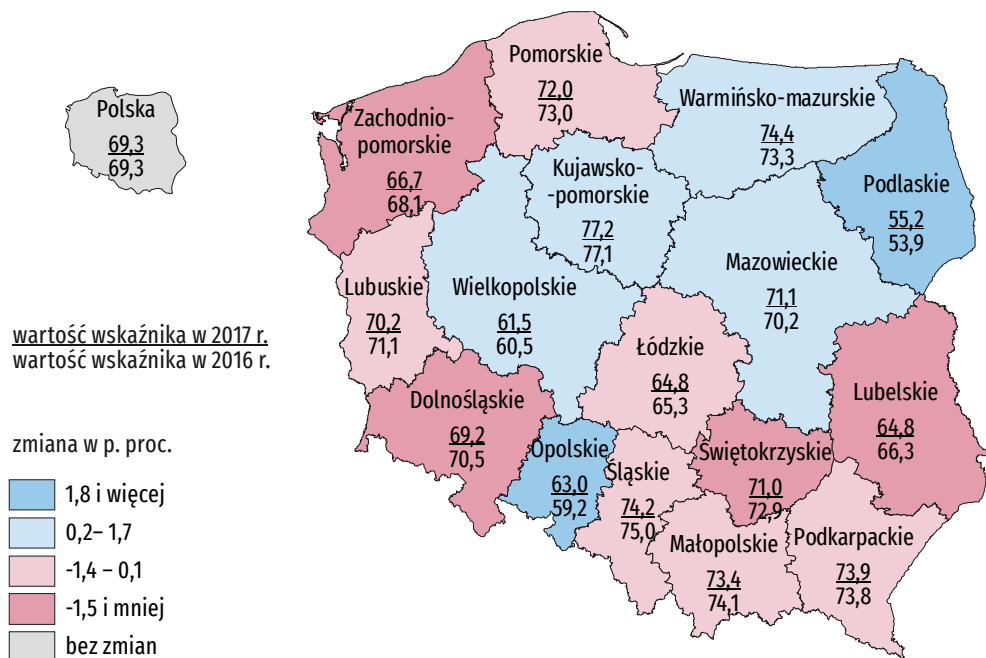 Polska
69,3
69,3
Pomorskie
72,0
73,0
Warmińsko-mazurskie
74,4
73,3
Zachodnio-
pomorskie
66,7
68,1
Kujawsko-
-pomorskie
77,2
77,1
Podlaskie
55,2
53,9
Lubuskie
70,2
71,1
Wielkopolskie
61,5
60,5
Mazowieckie
71,1
70,2
Łódzkie
64,8
65,3
Lubelskie
64,8
66,3
Dolnośląskie
69,2
70,5
Opolskie
63,0
59,2
Śląskie
74,2
75,0
Świętokrzyskie
71,0
72,9
Małopolskie
73,4
74,1
Podkarpackie
73,9
73,8
wartość wskaźnika w 2017 r.
wartość wskaźnika w 2016 r.
zmiana w p. proc.
1,8 i więcej
0,2– 1,7
-1,4 – 0,1
-1,5 i mniej
bez zmian